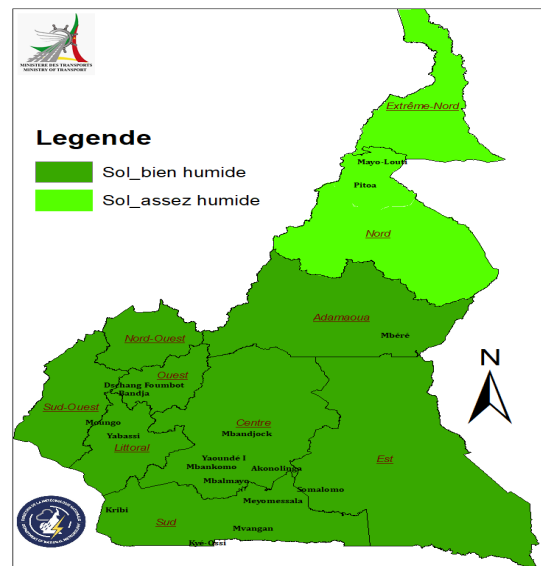 MINISTERE DES TRANSPORTS
MINISTRY OF TRANSPORT
Extrême-Nord
Legende
Sol_bien humide
Sol_assez humide
Mayo-Louti
Pitoa
Nord
Adamaoua
Mbéré
Nord-Ouest
N
Ouest
Dschang Foumbot
Bandja
Sud-Ouest
Moungo
Centre
Mbandjock
Yabassi
Littoral
Yaoundé I
Mbankomo
Akonolinga
Est
Mbalmayo
Somalomo
Meyomessala
Kribi
Sud
Mvangan
Kyé-Ossi